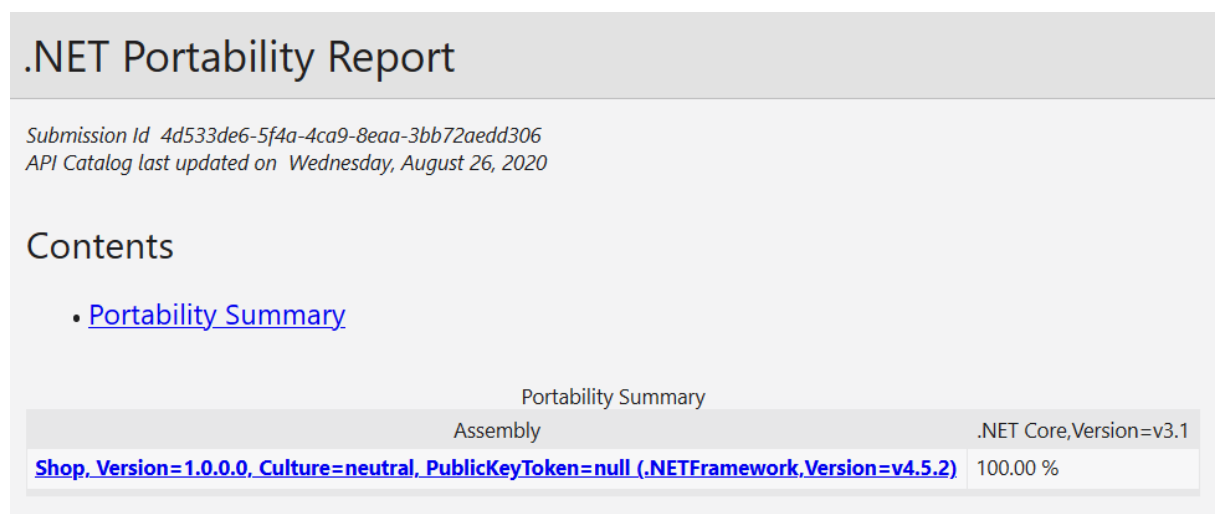 .NET Portability Report
Submission Id 4d533de6-5f4a-4ca9-8eaa-3bb72aedd306
API Catalog last updated on Wednesday, August 26, 2020
Contents
• Portability Summary
Portability Summary
Assembly .NET Core,Version=v3.1
Shop, Version=1.0.0.0, Culture=neutral, PublicKeyToken=null (.NETFramework,Version=v4.5.2) 100.00 %